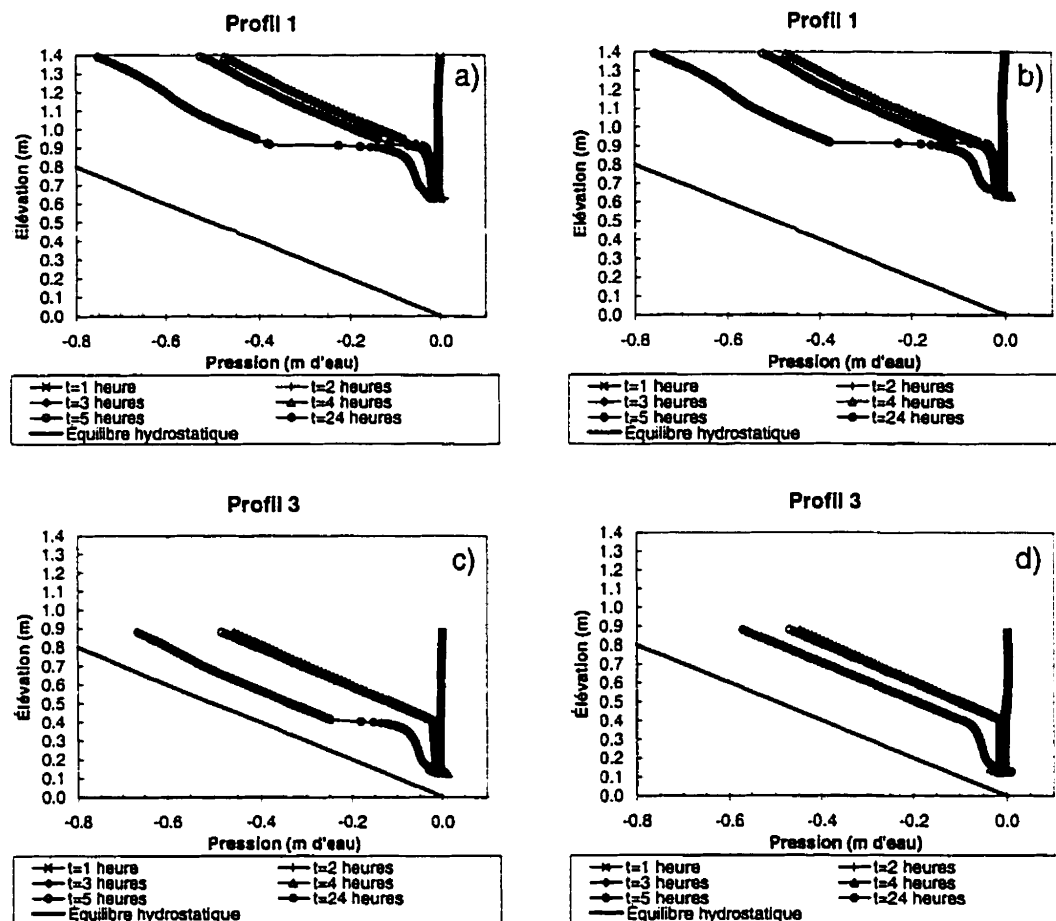 Profil 1
a)
1.4
1.3
1.2
1.1
1.0
0.9
0.8
0.7
0.6
0.5
0.4
0.3
0.2
0.1
0.0
Elévation (m)
-0.8 -0.6 -0.4 -0.2 0.0
Pression (m d'eau)
t=1 heure t=2 heures
t=3 heures t=4 heures
t=5 heures t=24 heures
Equilibre hydrostatique
Profil 1
b)
1.4
1.3
1.2
1.1
1.0
0.9
0.8
0.7
0.6
0.5
0.4
0.3
0.2
0.1
0.0
Elévation (m)
-0.8 -0.6 -0.4 -0.2 0.0
Pression (m d'eau)
t=1 heure t=2 heures
t=3 heures t=4 heures
t=5 heures t=24 heures
Équilibre hydrostatique
Profil 3
c)
1.4
1.3
1.2
1.1
1.0
0.9
0.8
0.7
0.6
0.5
0.4
0.3
0.2
0.1
0.0
Élévation (m)
-0.8 -0.6 -0.4 -0.2 0.0
Pression (m d'eau)
t=1 heure t=2 heures
t=3 heures t=4 heures
t=5 heures t=24 heures
Équilibre hydrostatique
Profil 3
d)
1.4
1.3
1.2
1.1
1.0
0.9
0.8
0.7
0.6
0.5
0.4
0.3
0.2
0.1
0.0
Élévation (m)
-0.8 -0.6 -0.4 -0.2 0.0
Pression (m d'eau)
t=1 heure t=2 heures
t=3 heures t=4 heures
t=5 heures t=24 heures
Équilibre hydrostatique